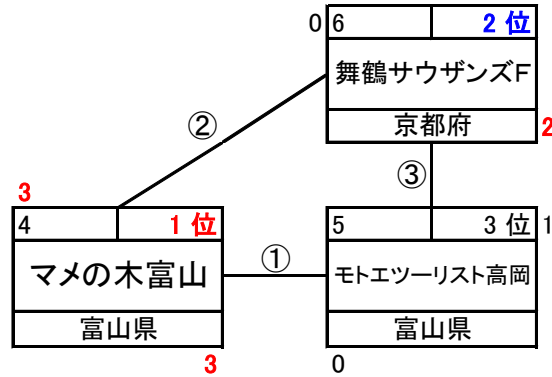 0 6 2 位
舞鶴サウザンズF
京都府 2
②
③
3
4 1 位
5 3 位 1
マメの木富山
①
モトエツーリスト高岡
富山県
富山県
3
0